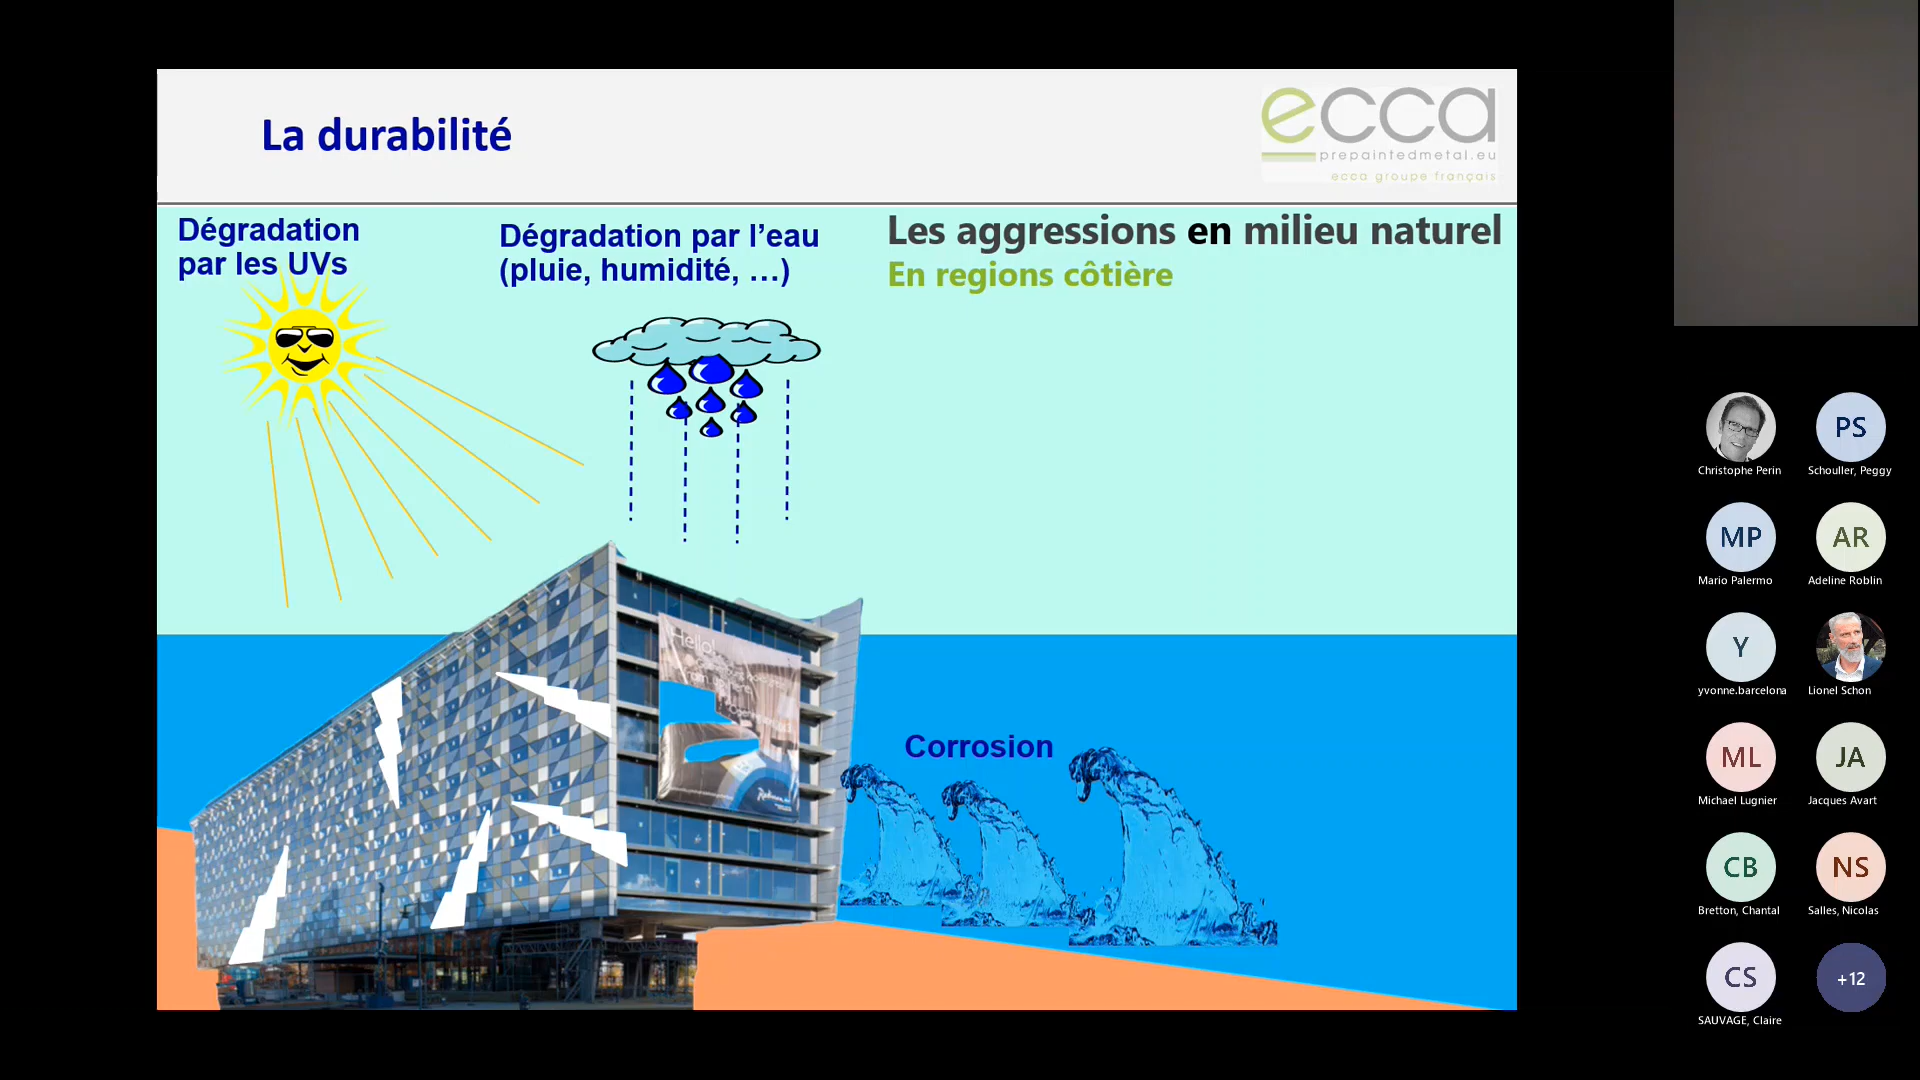 La durabilité
ecca
prepaintedmetal.eu
ecca groupe français
Dégradation
par les UVs
Dégradation par l’eau
(pluie, humidité, …)
Les aggressions en milieu naturel
En regions côtière
Hello!
Corrosion
Christophe Perin
PS
Schouller, Peggy
MP
Mario Palermo
AR
Adeline Roblin
Y
yvonne.barcelona
Lionel Schon
ML
Michael Lugnier
JA
Jacques Avart
CB
Bretton, Chantal
NS
Salles, Nicolas
CS
SAUVAGE, Claire
+12